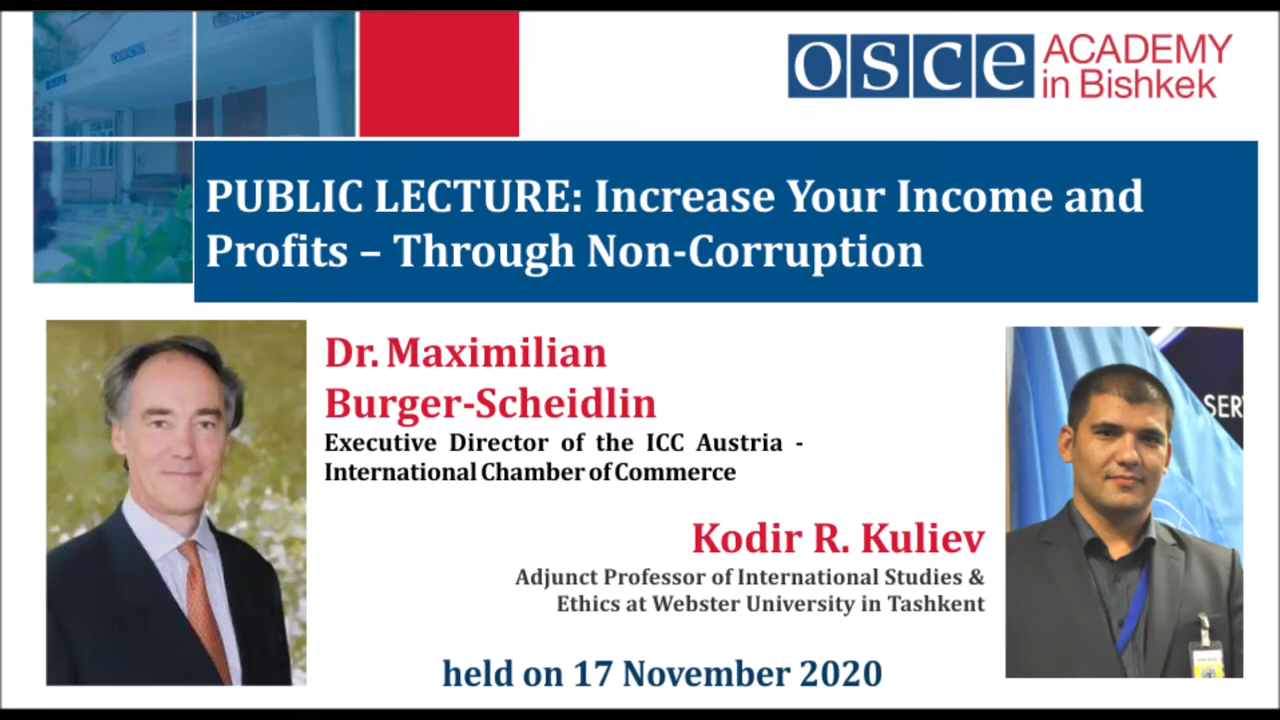 osce ACADEMY
in Bishkek
PUBLIC LECTURE: Increase Your Income and
Profits – Through Non-Corruption
Dr. Maximilian
Burger-Scheidlin
Executive Director of the ICC Austria -
International Chamber of Commerce
SER
Kodir R. Kuliev
Adjunct Professor of International Studies &
Ethics at Webster University in Tashkent
held on 17 November 2020